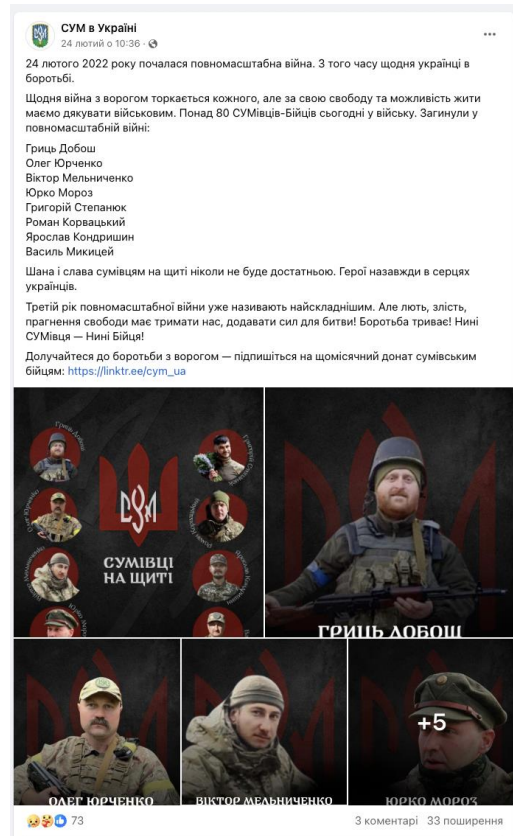 СУМ в Україні
24 лютий о 10:36 ·
24 лютого 2022 року почалася повномасштабна війна. З того часу щодня українці в
боротьбі.
Щодня війна з ворогом торкається кожного, але за свою свободу та можливість жити
маємо дякувати військовим. Понад 80 СУМівців-Бійців сьогодні у війську. Загинули у
повномасштабній війні:
Гриць Добош
Олег Юрченко
Віктор Мельниченко
Юрко Мороз
Григорій Степанюк
Роман Корвацький
Ярослав Кондришин
Василь Микицей
Шана і слава сумівцям на щиті ніколи не буде достатньою. Герої назавжди в серцях
українців.
Третій рік повномасштабної війни уже називають найскладнішим. Але лють, злість,
прагнення свободи має тримати нас, додавати сил для битви! Боротьба триває! Нині
СУМівця — Нині Бійця!
Долучайтеся до боротьби з ворогом — підпишіться на щомісячний донат сумівським
бійцям: https://linktr.ee/cym_ua
Гриць Добош
Олег Юрченко
СУМ
СУМІВЦІ
НА ЩИТІ
ГРИЦЬ ДОБОШ
ОЛЕГ ЮРЧЕНКО
ВІКТОР МЕЛЬНИЧЕНКО
+5
ЮРКО МОРОЗ
73
3 коментарі 33 поширення